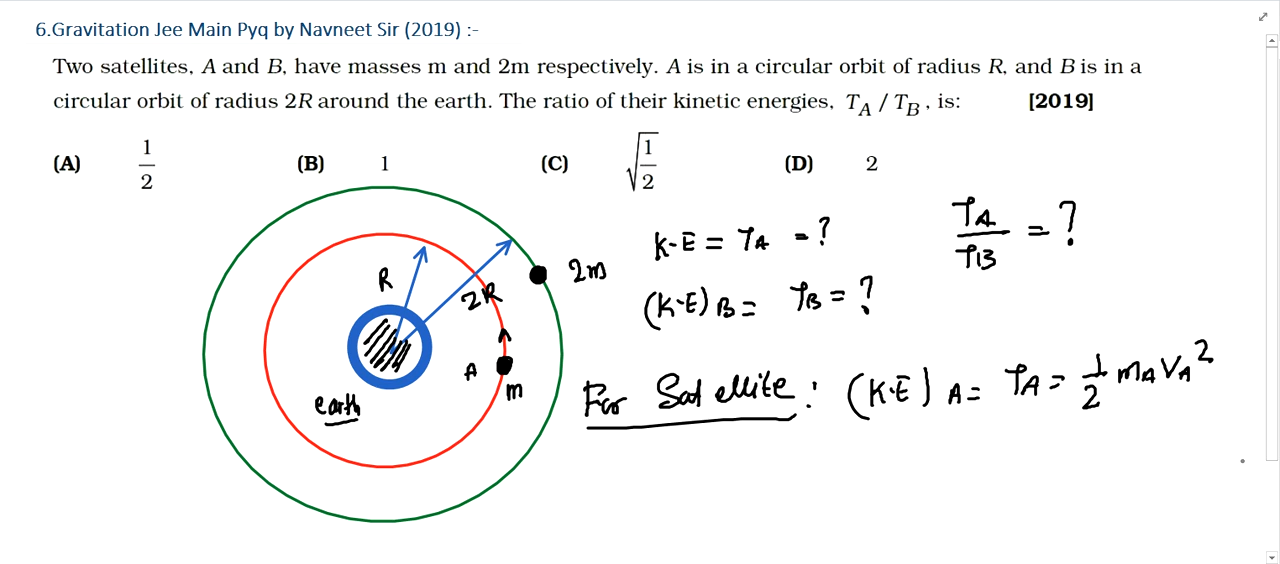 6.Gravitation Jee Main Pyq by Navneet Sir (2019) :-
Two satellites, A and B, have masses m and 2m respectively. A is in a circular orbit of radius R, and B is in a
circular orbit of radius 2R around the earth. The ratio of their kinetic energies, T_A / T_B , is: [2019]
(A) 1/2 (B) 1 (C) √(1/2) (D) 2
K-E = T_A = ?
T_A/T_B = ?
(K-E)_B = T_B = ?
R
2R
2m
A
m
earth
For Satellite : (K.E)_A = T_A = 1/2 m_A V_A^2